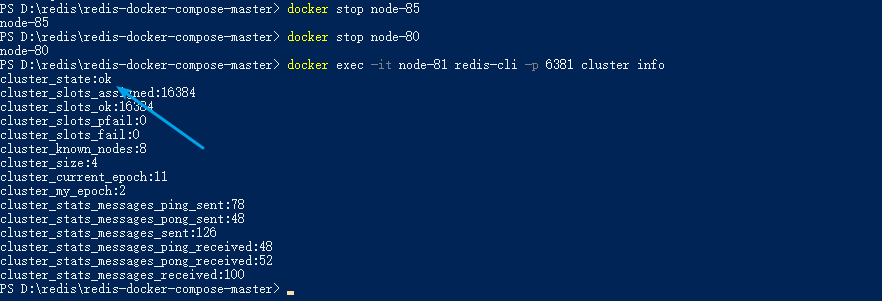 PS D:\redis\redis-docker-compose-master> docker stop node-85
node-85
PS D:\redis\redis-docker-compose-master> docker stop node-80
node-80
PS D:\redis\redis-docker-compose-master> docker exec -it node-81 redis-cli -p 6381 cluster info
cluster_state:ok
cluster_slots_assigned:16384
cluster_slots_ok:16384
cluster_slots_pfail:0
cluster_slots_fail:0
cluster_known_nodes:8
cluster_size:4
cluster_current_epoch:11
cluster_my_epoch:2
cluster_stats_messages_ping_sent:78
cluster_stats_messages_pong_sent:48
cluster_stats_messages_sent:126
cluster_stats_messages_ping_received:48
cluster_stats_messages_pong_received:52
cluster_stats_messages_received:100
PS D:\redis\redis-docker-compose-master>